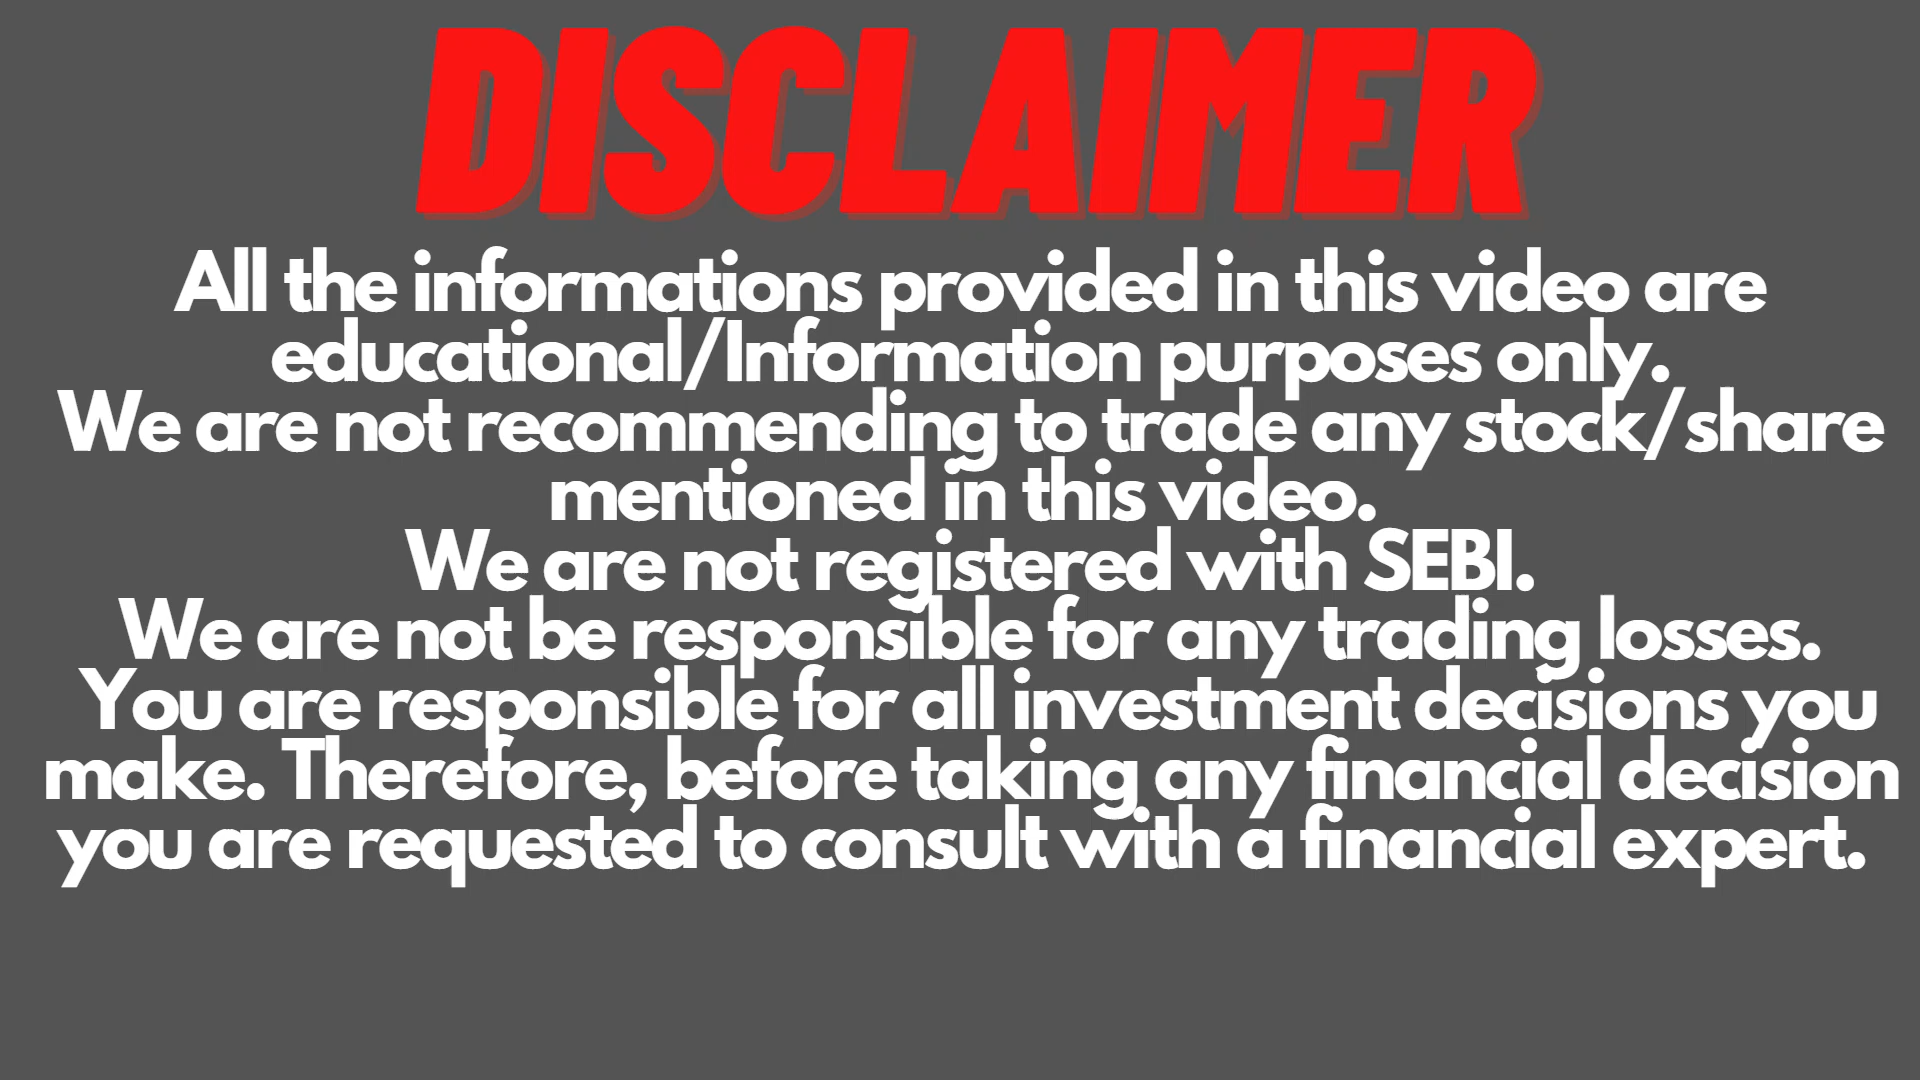 DISCLAIMER
All the informations provided in this video are
educational/Information purposes only.
We are not recommending to trade any stock/share
mentioned in this video.
We are not registered with SEBI.
We are not be responsible for any trading losses.
You are responsible for all investment decisions you
make. Therefore, before taking any financial decision
you are requested to consult with a financial expert.